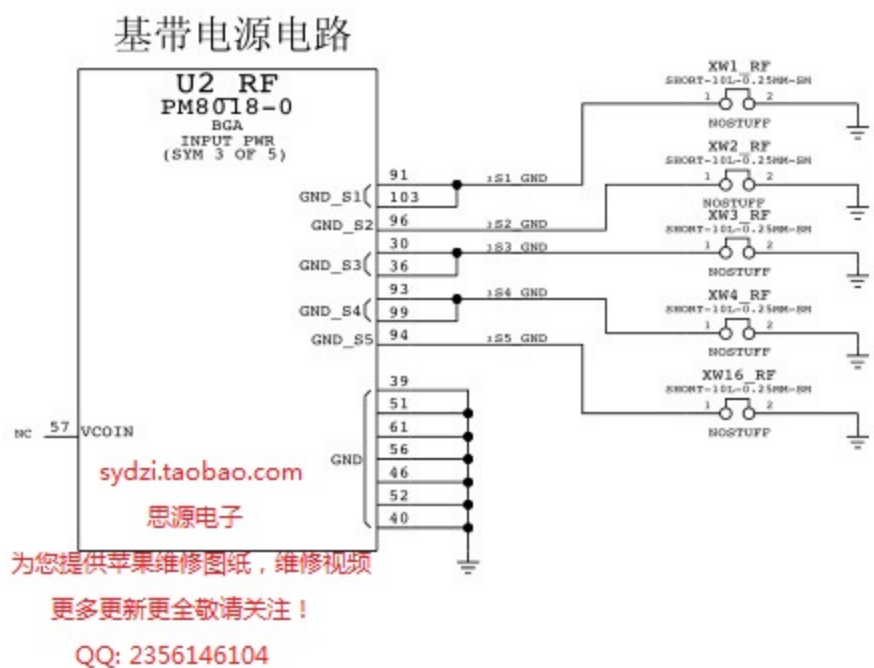 基带电源电路
U2_RF
PM8018-0
BGA
INPUT PWR
(SYM 3 OF 5)
XW1_RF
SHORT-10L-0.25MM-SM
1 2
NOSTUFF
XW2_RF
SHORT-10L-0.25MM-SM
1 2
NOSTUFF
XW3_RF
SHORT-10L-0.25MM-SM
1 2
NOSTUFF
XW4_RF
SHORT-10L-0.25MM-SM
1 2
NOSTUFF
XW16_RF
SHORT-10L-0.25MM-SM
1 2
NOSTUFF
91 S1_GND
GND_S1 103
GND_S2 96 S2_GND
30 S3_GND
GND_S3 36
93 S4_GND
GND_S4 99
GND_S5 94 S5_GND
39
51
61
GND 56
46
52
40
NC 57 VCOIN
sydzi.taobao.com
思源电子
为您提供苹果维修图纸，维修视频
更多更新更全敬请关注！
QQ: 2356146104